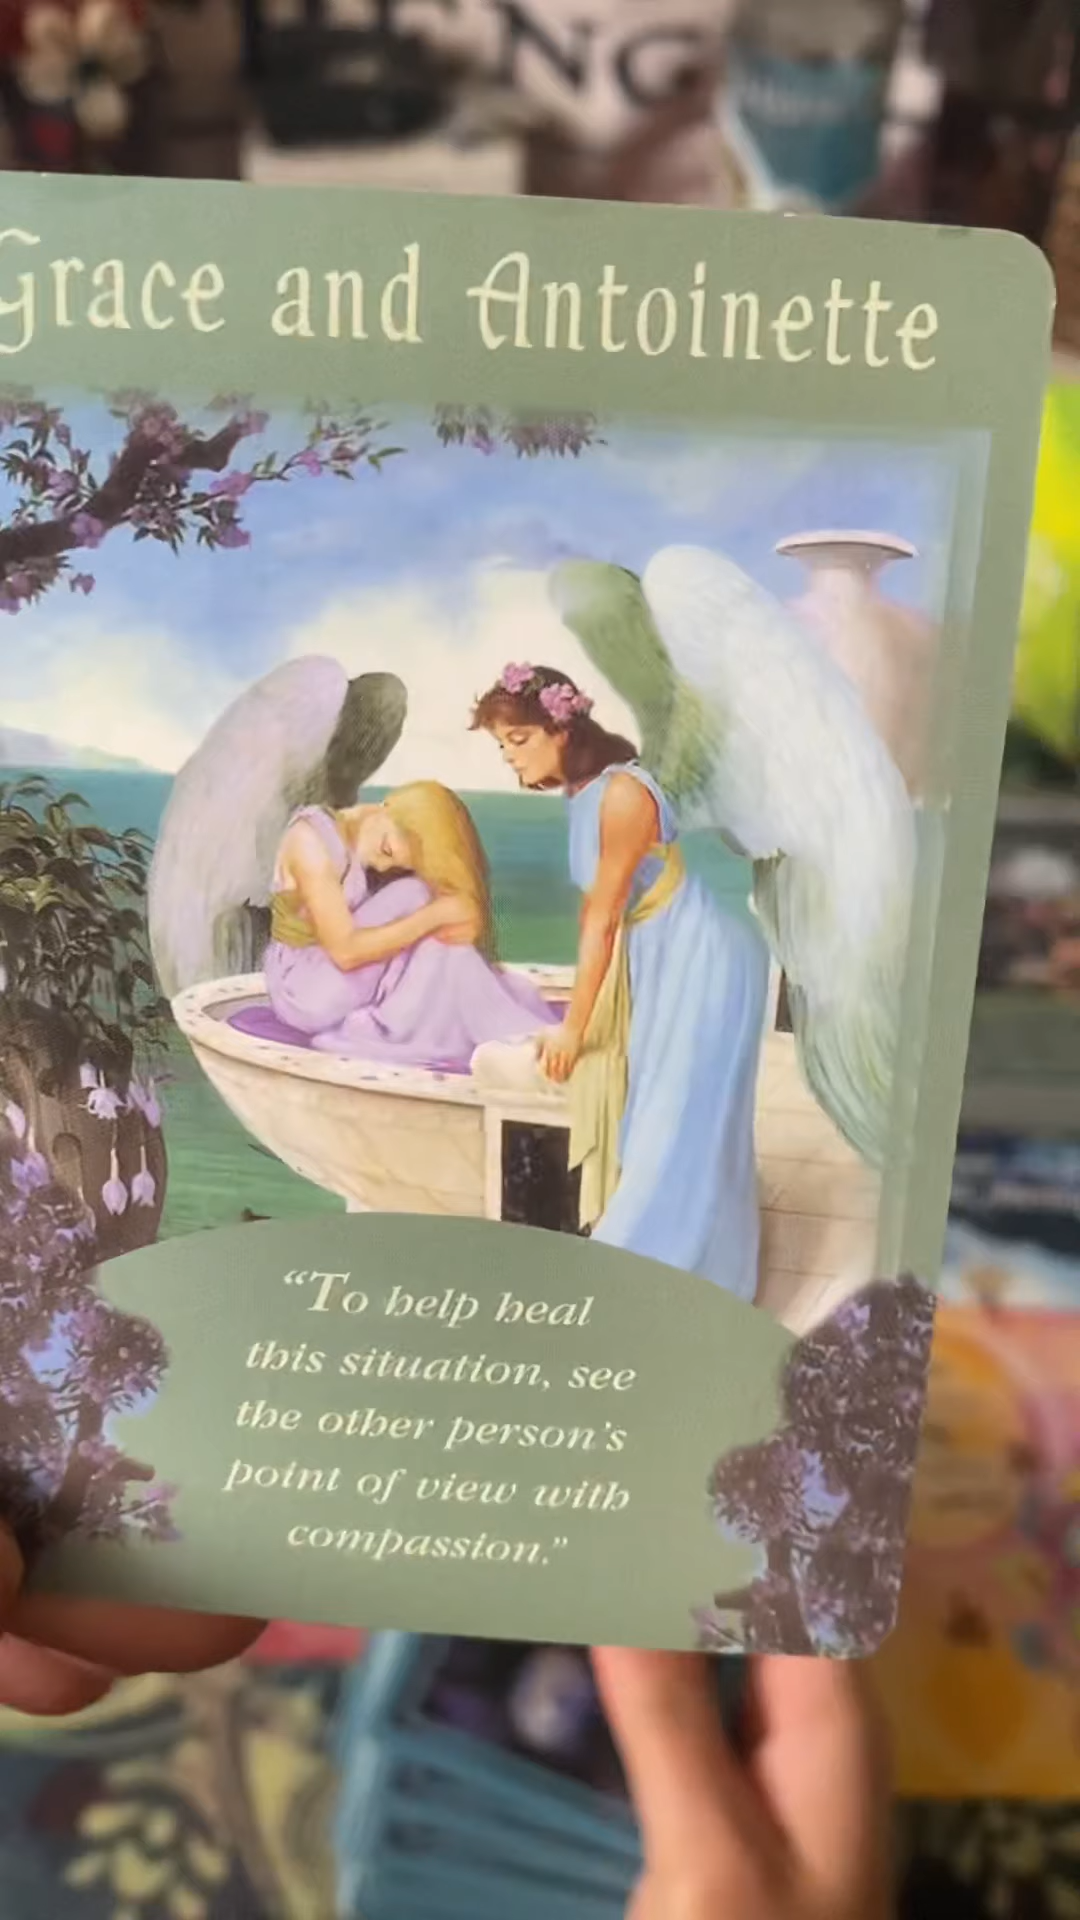 Grace and Antoinette
“To help heal
this situation, see
the other person’s
point of view with
compassion.”